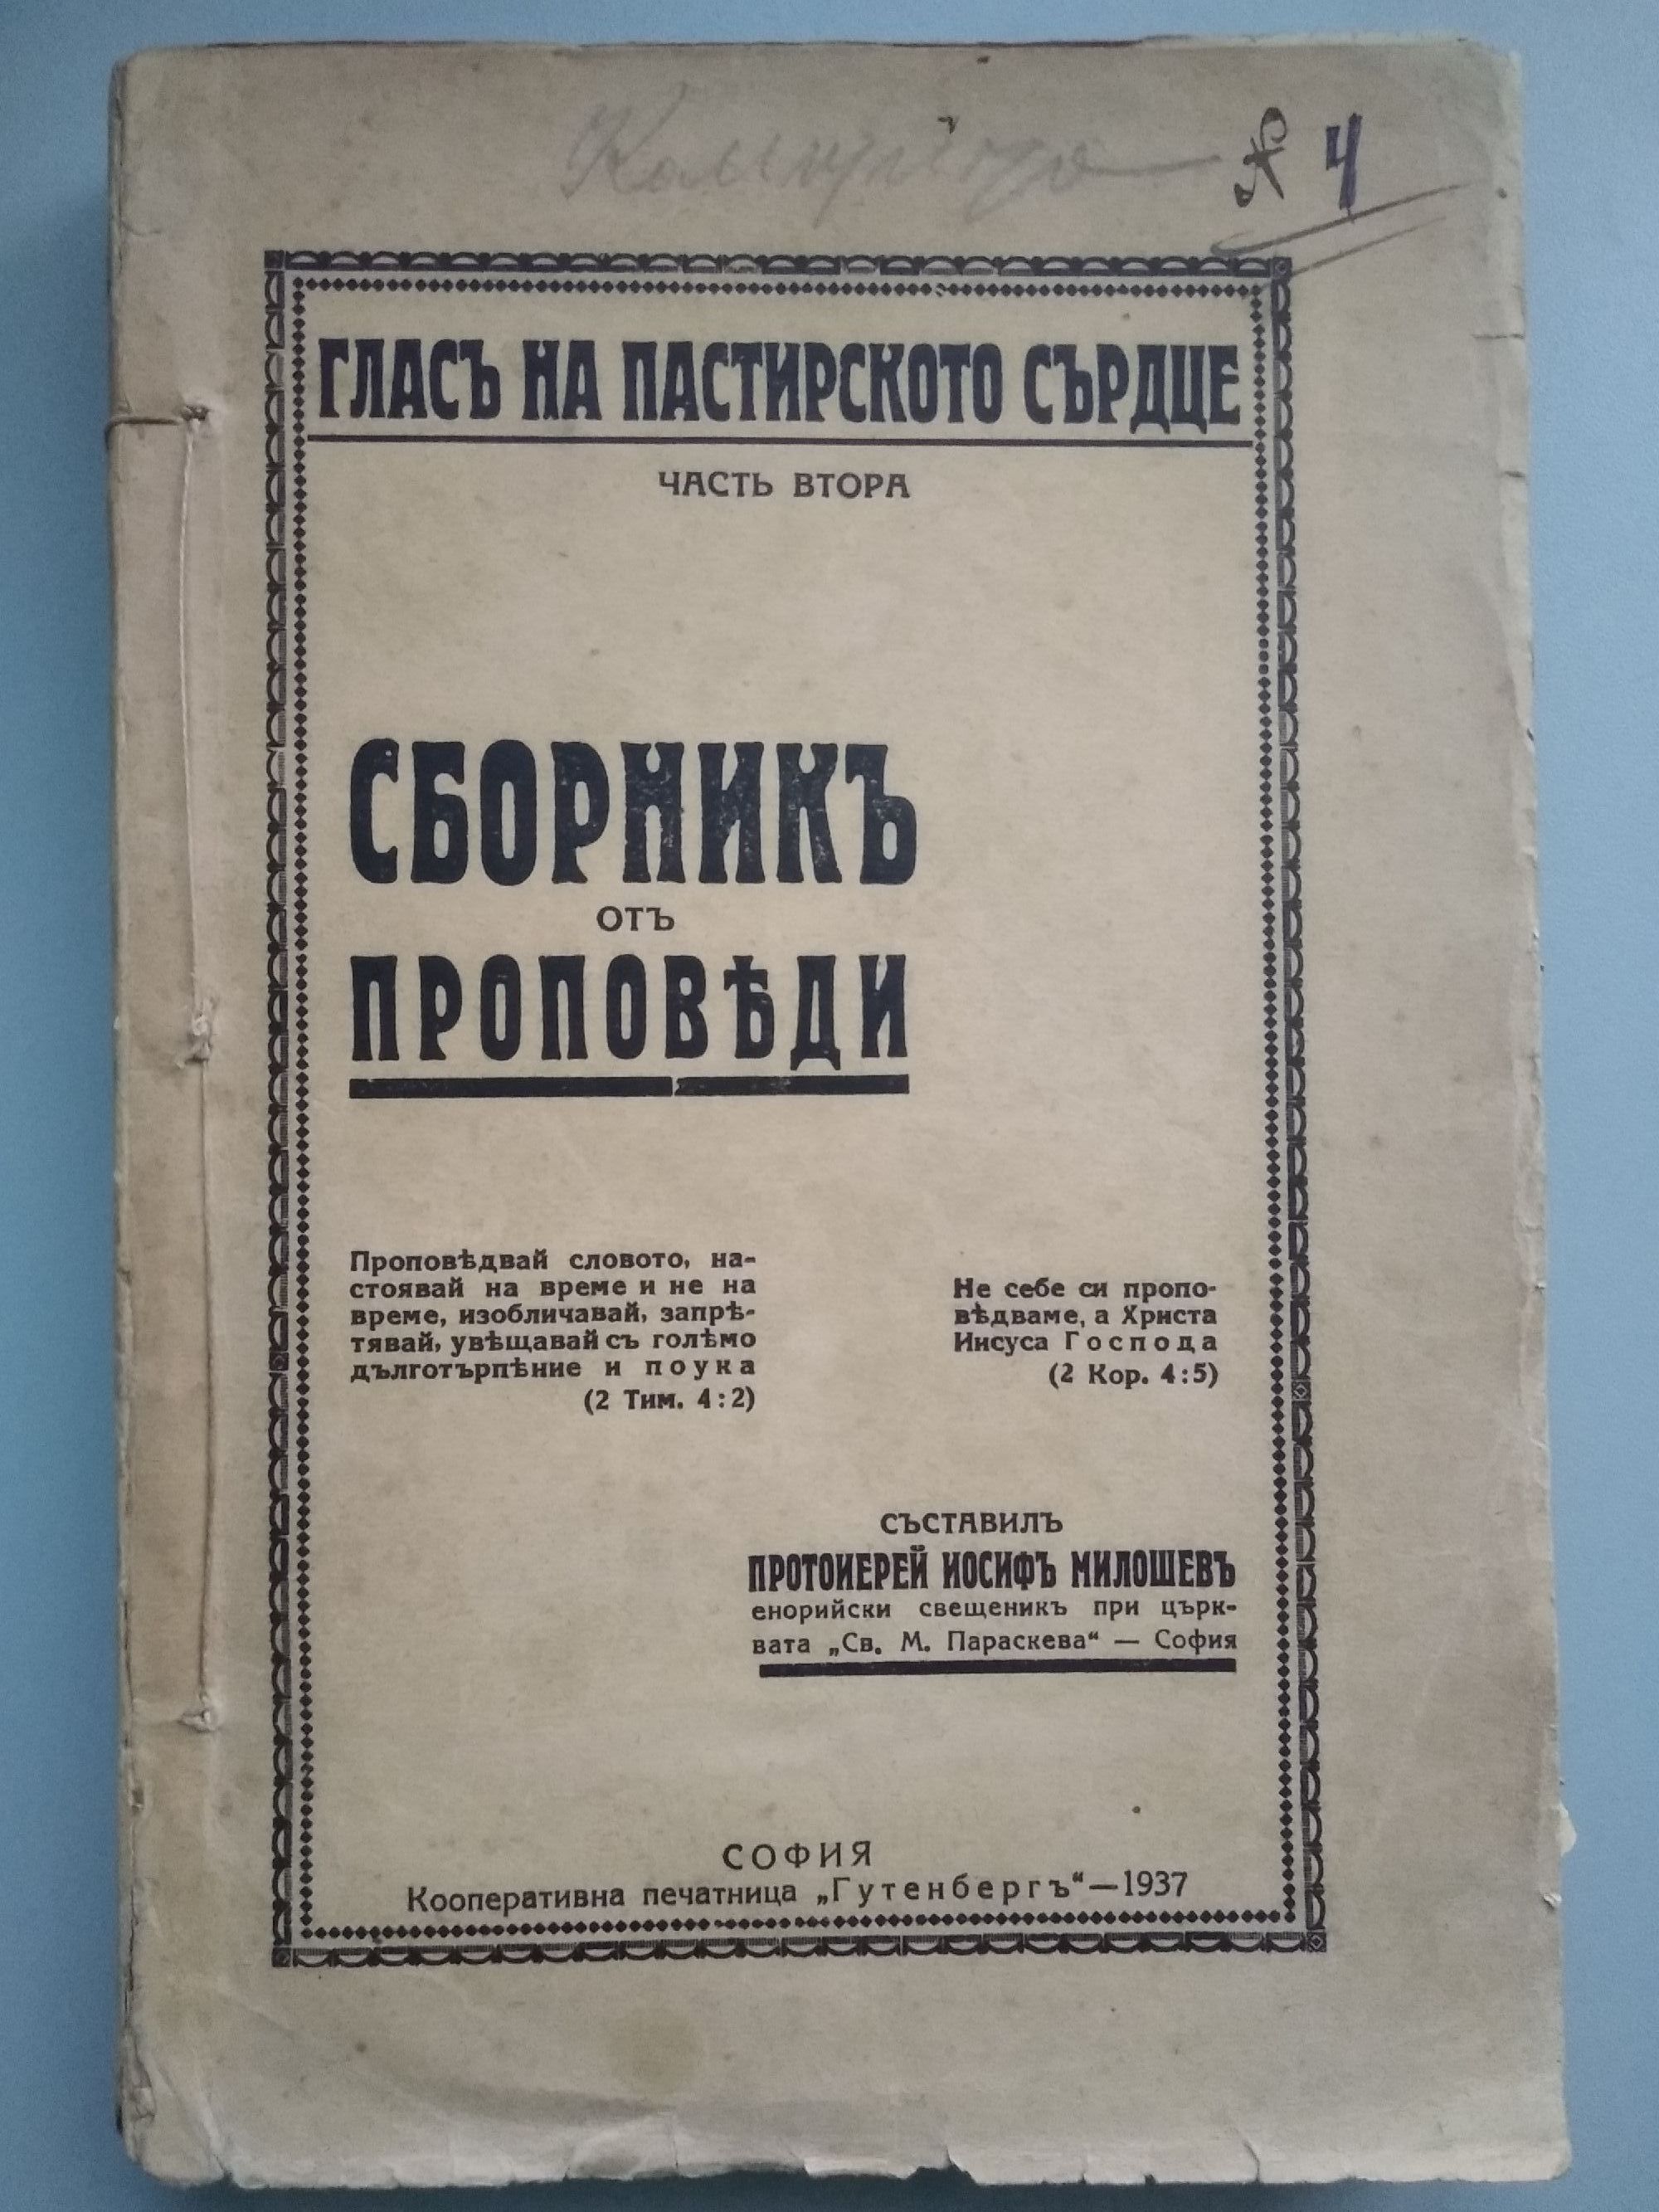 № 4
ГЛАСЪ НА ПАСТИРСКОТО СЪРДЦЕ
ЧАСТЬ ВТОРА
СБОРНИКЪ
ОТЪ
ПРОПОВѢДИ
Проповѣдвай словото, на-
стоявай на време и не на
време, изобличавай, запрѣ-
тявай, увѣщавай съ голѣмо
дълготърпѣние и поука
(2 Тим. 4:2)
Не себе си пропо-
вѣдваме, а Христа
Иисуса Господа
(2 Кор. 4:5)
СЪСТАВИЛЪ
ПРОТОИЕРЕЙ ИОСИФЪ МИЛОШЕВЪ
енорийски свещеникъ при църк-
вата „Св. М. Параскева“ — София
СОФИЯ
Кооперативна печатница „Гутенбергъ“—1937